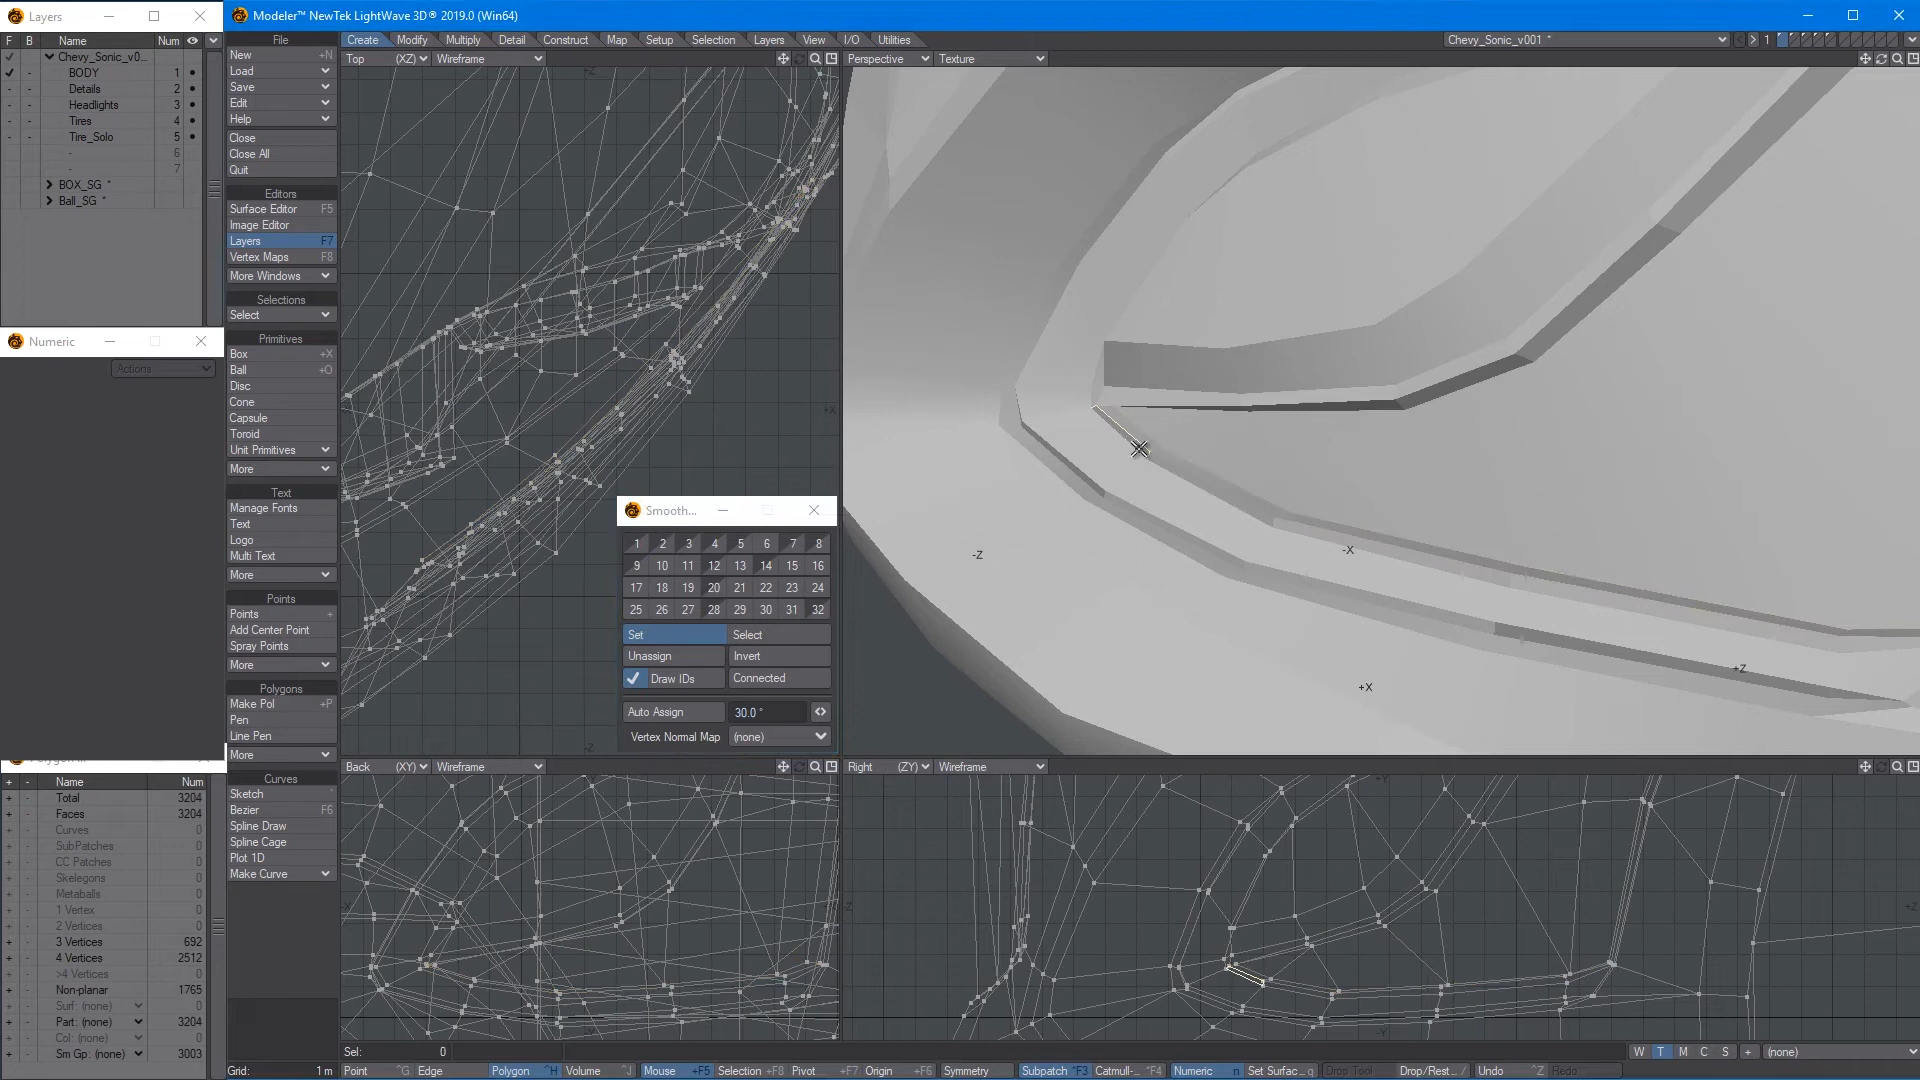 Layers
F B Name Num
Chevy_Sonic_v0...
BODY 1
Details 2
Headlights 3
Tires 4
Tire_Solo 5
- 6
- 7
BOX_SG *
Ball_SG *
Numeric
Actions
+ - Name Num
+ - Total 3204
+ - Faces 3204
+ - Curves 0
+ - SubPatches 0
+ - CC Patches 0
+ - Skelegons 0
+ - Metaballs 0
+ - 1 Vertex 0
+ - 2 Vertices 0
+ - 3 Vertices 692
+ - 4 Vertices 2512
+ - >4 Vertices 0
+ - Non-planar 1765
+ - Surf: (none) 0
+ - Part: (none) 3204
+ - Col: (none) 0
+ - Sm Gp: (none) 3003
Modeler™ NewTek LightWave 3D® 2019.0 (Win64)
File
New +N
Load
Save
Edit
Help
Close
Close All
Quit
Editors
Surface Editor F5
Image Editor
Layers F7
Vertex Maps F8
More Windows
Selections
Select
Primitives
Box +X
Ball +O
Disc
Cone
Capsule
Toroid
Unit Primitives
More
Text
Manage Fonts
Text
Logo
Multi Text
More
Points
Points +
Add Center Point
Spray Points
More
Polygons
Make Pol +P
Pen
Line Pen
More
Curves
Sketch
Bezier F6
Spline Draw
Spline Cage
Plot 1D
Make Curve
Create Modify Multiply Detail Construct Map Setup Selection Layers View I/O Utilities
Chevy_Sonic_v001 * 1
Top (XZ) Wireframe
Perspective Texture
-Z
-X
+Z
+X
Smooth...
1 2 3 4 5 6 7 8
9 10 11 12 13 14 15 16
17 18 19 20 21 22 23 24
25 26 27 28 29 30 31 32
Set Select
Unassign Invert
Draw IDs Connected
Auto Assign 30.0 °
Vertex Normal Map (none)
Back (XY) Wireframe
Right (ZY) Wireframe
Sel: 0
W T M C S + (none)
Grid: 1 m Point ^G Edge Polygon ^H Volume ^J Mouse +F5 Selection +F8 Pivot +F7 Origin +F6 Symmetry Subpatch ^F3 Catmull-.. ^F4 Numeric n Set Surfac.. q Drop Tool Drop/Rest.. / Undo ^Z Redo